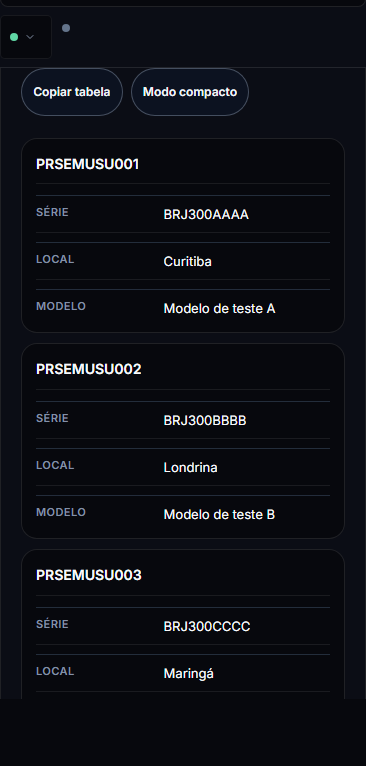 Copiar tabela
Modo compacto
PRSEMUSU001
SÉRIE BRJ300AAAA
LOCAL Curitiba
MODELO Modelo de teste A
PRSEMUSU002
SÉRIE BRJ300BBBB
LOCAL Londrina
MODELO Modelo de teste B
PRSEMUSU003
SÉRIE BRJ300CCCC
LOCAL Maringá